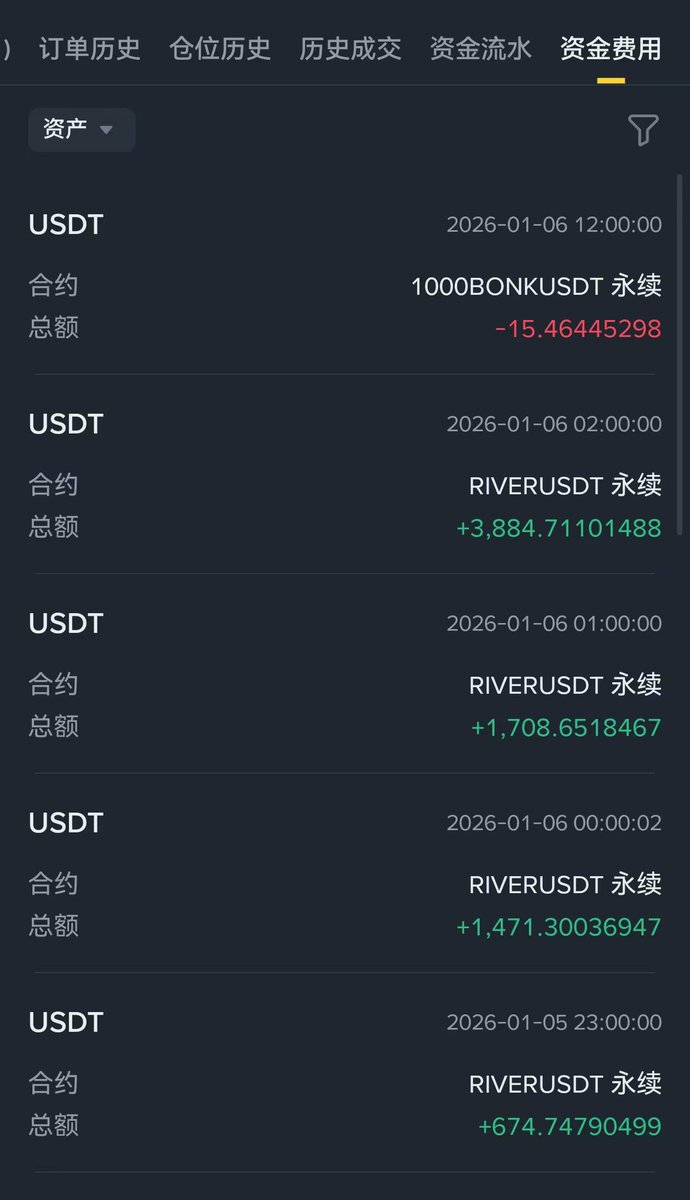 ) 订单历史 仓位历史 历史成交 资金流水 资金费用
资产
USDT 2026-01-06 12:00:00
合约 1000BONKUSDT 永续
总额 -15.46445298
USDT 2026-01-06 02:00:00
合约 RIVERUSDT 永续
总额 +3,884.71101488
USDT 2026-01-06 01:00:00
合约 RIVERUSDT 永续
总额 +1,708.6518467
USDT 2026-01-06 00:00:02
合约 RIVERUSDT 永续
总额 +1,471.30036947
USDT 2026-01-05 23:00:00
合约 RIVERUSDT 永续
总额 +674.74790499